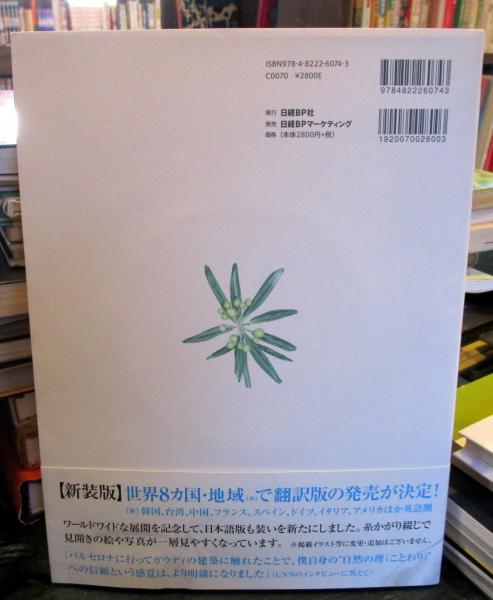 ISBN978-4-8222-6074-3
C0070 ¥2800E
9784822260743
発行 日経BP社
発売 日経BPマーケティング
価格 (本体2800円+税)
1920070028003
【新装版】世界8カ国・地域(※)で翻訳版の発売が決定!
(※)韓国、台湾、中国、フランス、スペイン、ドイツ、イタリア、アメリカほか英語圏
ワールドワイドな展開を記念して、日本語版も装いを新たにしました。糸かがり綴じで
見開きの絵や写真が一層見やすくなっています。 ※掲載イラスト等に変更・追加はございません。
「バルセロナに行ってガウディの建築に触れたことで、僕自身の“自然の理(ことわり)”
への信頼という感覚は、より明確になりました」(CNNのインタビューに答えて)